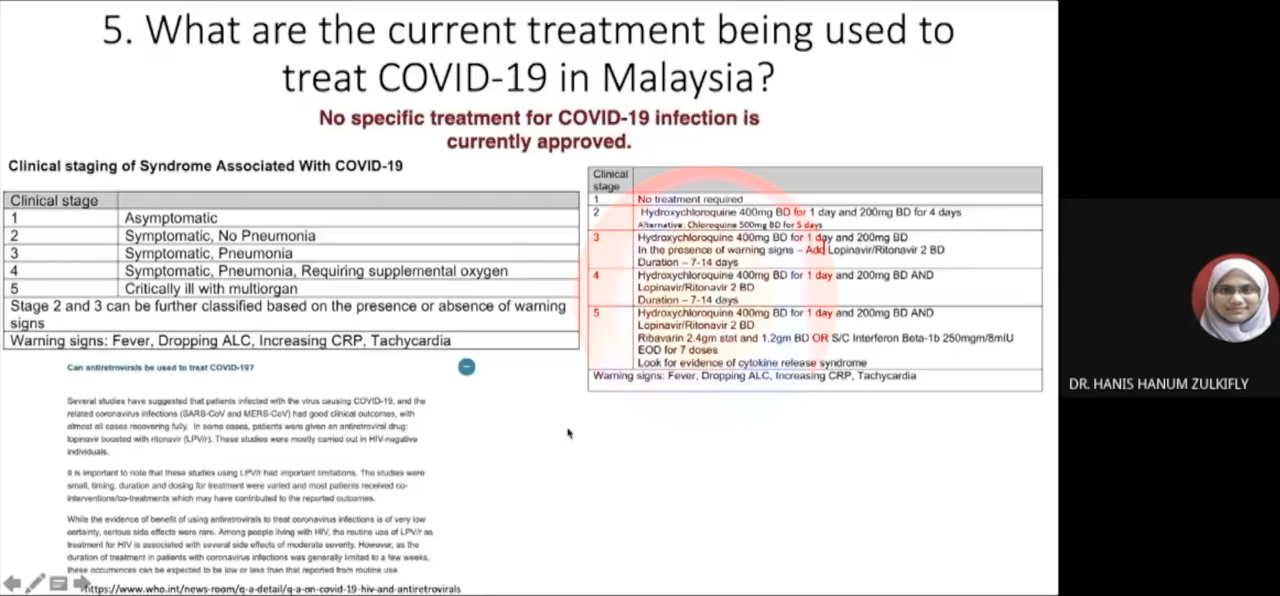 5. What are the current treatment being used to
treat COVID-19 in Malaysia?
No specific treatment for COVID-19 infection is
currently approved.
Clinical staging of Syndrome Associated With COVID-19
Clinical stage
1 Asymptomatic
2 Symptomatic, No Pneumonia
3 Symptomatic, Pneumonia
4 Symptomatic, Pneumonia, Requiring supplemental oxygen
5 Critically ill with multiorgan
Stage 2 and 3 can be further classified based on the presence or absence of warning
signs
Warning signs: Fever, Dropping ALC, Increasing CRP, Tachycardia
Can antiretrovirals be used to treat COVID19?
Several studies have suggested that patients infected with the virus causing COVID-19, and the
related coronavirus infections (SARS-CoV and MERS-CoV) had good clinical outcomes, with
almost all cases recovering fully. In some cases, patients were given an antiretroviral drug:
lopinavir boosted with ritonavir (LPV/r). These studies were mostly carried out in HIV-negative
individuals.
It is important to note that these studies using LPV/r had important limitations. The studies were
small, timing, duration and dosing for treatment were varied and most patients received co-
interventions/co-treatments which may have contributed to the reported outcomes.
While the evidence of benefit of using antiretrovirals to treat coronavirus infections is of very low
certainty, serious side effects were rare. Among people living with HIV, the routine use of LPV/r as
treatment for HIV is associated with several side effects of moderate severity. However, as the
duration of treatment in patients with coronavirus infections was generally limited to a few weeks,
these occurrences can be expected to be low or less than that reported from routine use.
https://www.who.int/news-room/q-a-detail/q-a-on-covid-19-hiv-and-antiretrovirals
Clinical
stage
1 No treatment required
2 Hydroxychloroquine 400mg BD for 1 day and 200mg BD for 4 days
Alternative: Chloroquine 500mg BD for 5 days
3 Hydroxychloroquine 400mg BD for 1 day and 200mg BD
In the presence of warning signs – Add Lopinavir/Ritonavir 2 BD
Duration – 7-14 days
4 Hydroxychloroquine 400mg BD for 1 day and 200mg BD AND
Lopinavir/Ritonavir 2 BD
Duration – 7-14 days
5 Hydroxychloroquine 400mg BD for 1 day and 200mg BD AND
Lopinavir/Ritonavir 2 BD
Ribavarin 2.4gm stat and 1.2gm BD OR S/C Interferon Beta-1b 250mgm/8mIU
EOD for 7 doses
Look for evidence of cytokine release syndrome
Warning signs: Fever, Dropping ALC, Increasing CRP, Tachycardia
DR. HANIS HANUM ZULKIFLY